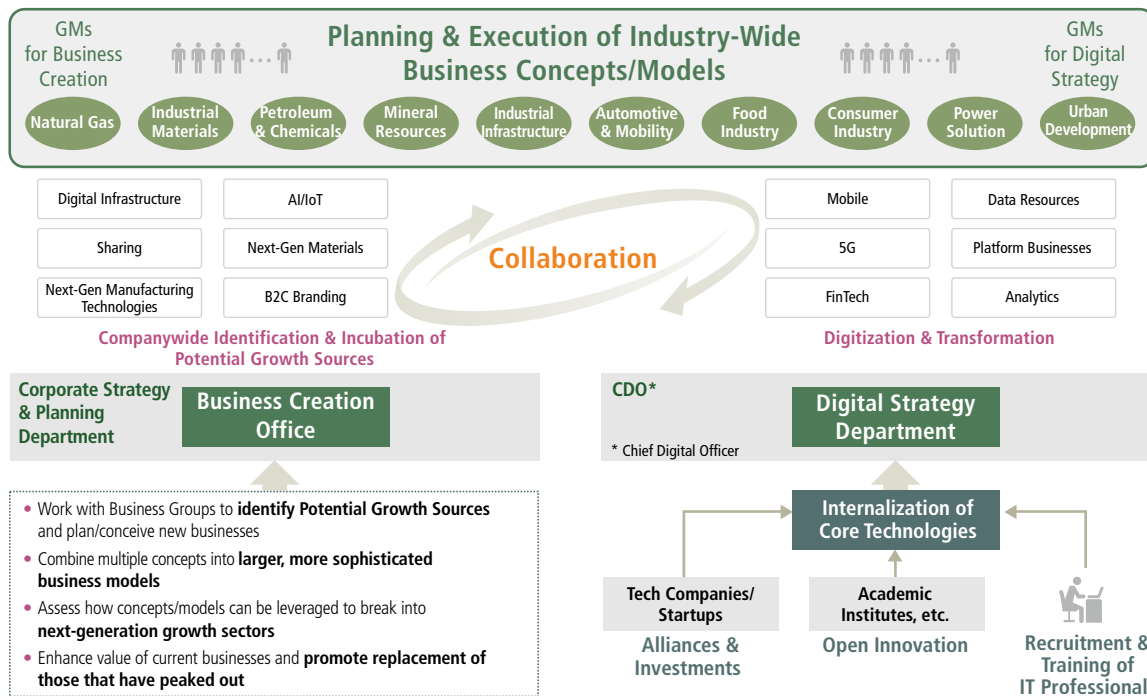 GMs
for Business
Creation
Planning & Execution of Industry-Wide
Business Concepts/Models
GMs
for Digital
Strategy
Natural Gas
Industrial
Materials
Petroleum
& Chemicals
Mineral
Resources
Industrial
Infrastructure
Automotive
& Mobility
Food
Industry
Consumer
Industry
Power
Solution
Urban
Development
Digital Infrastructure
AI/IoT
Sharing
Next-Gen Materials
Next-Gen Manufacturing
Technologies
B2C Branding
Collaboration
Mobile
Data Resources
5G
Platform Businesses
FinTech
Analytics
Companywide Identification & Incubation of
Potential Growth Sources
Digitization & Transformation
Corporate Strategy
& Planning
Department
Business Creation
Office
CDO*
* Chief Digital Officer
Digital Strategy
Department
• Work with Business Groups to identify Potential Growth Sources
and plan/conceive new businesses
• Combine multiple concepts into larger, more sophisticated
business models
• Assess how concepts/models can be leveraged to break into
next-generation growth sectors
• Enhance value of current businesses and promote replacement of
those that have peaked out
Internalization of
Core Technologies
Tech Companies/
Startups
Alliances &
Investments
Academic
Institutes, etc.
Open Innovation
Recruitment &
Training of
IT Professional